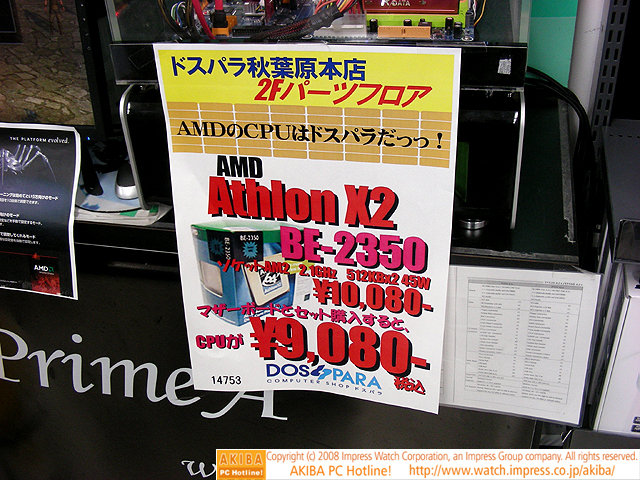 DATA
ドスパラ秋葉原本店
2Fパーツフロア
AMDのCPUはドスパラだっっ!
AMD
Athlon X2
BE-2350
BE-2350
ソケットAM2 2.1GHz 512KBx2 45W
¥10,080-
マザーボードとセット購入すると、
CPUが ¥9,080-
税込
14753
DOS PARA
COMPUTER SHOP ドスパラ
THE PLATFORM evolved.
AMD
Prime A
AKIBA
PC Hotline!
Copyright (c) 2008 Impress Watch Corporation, an Impress Group company. All rights reserved.
AKIBA PC Hotline! http://www.watch.impress.co.jp/akiba/